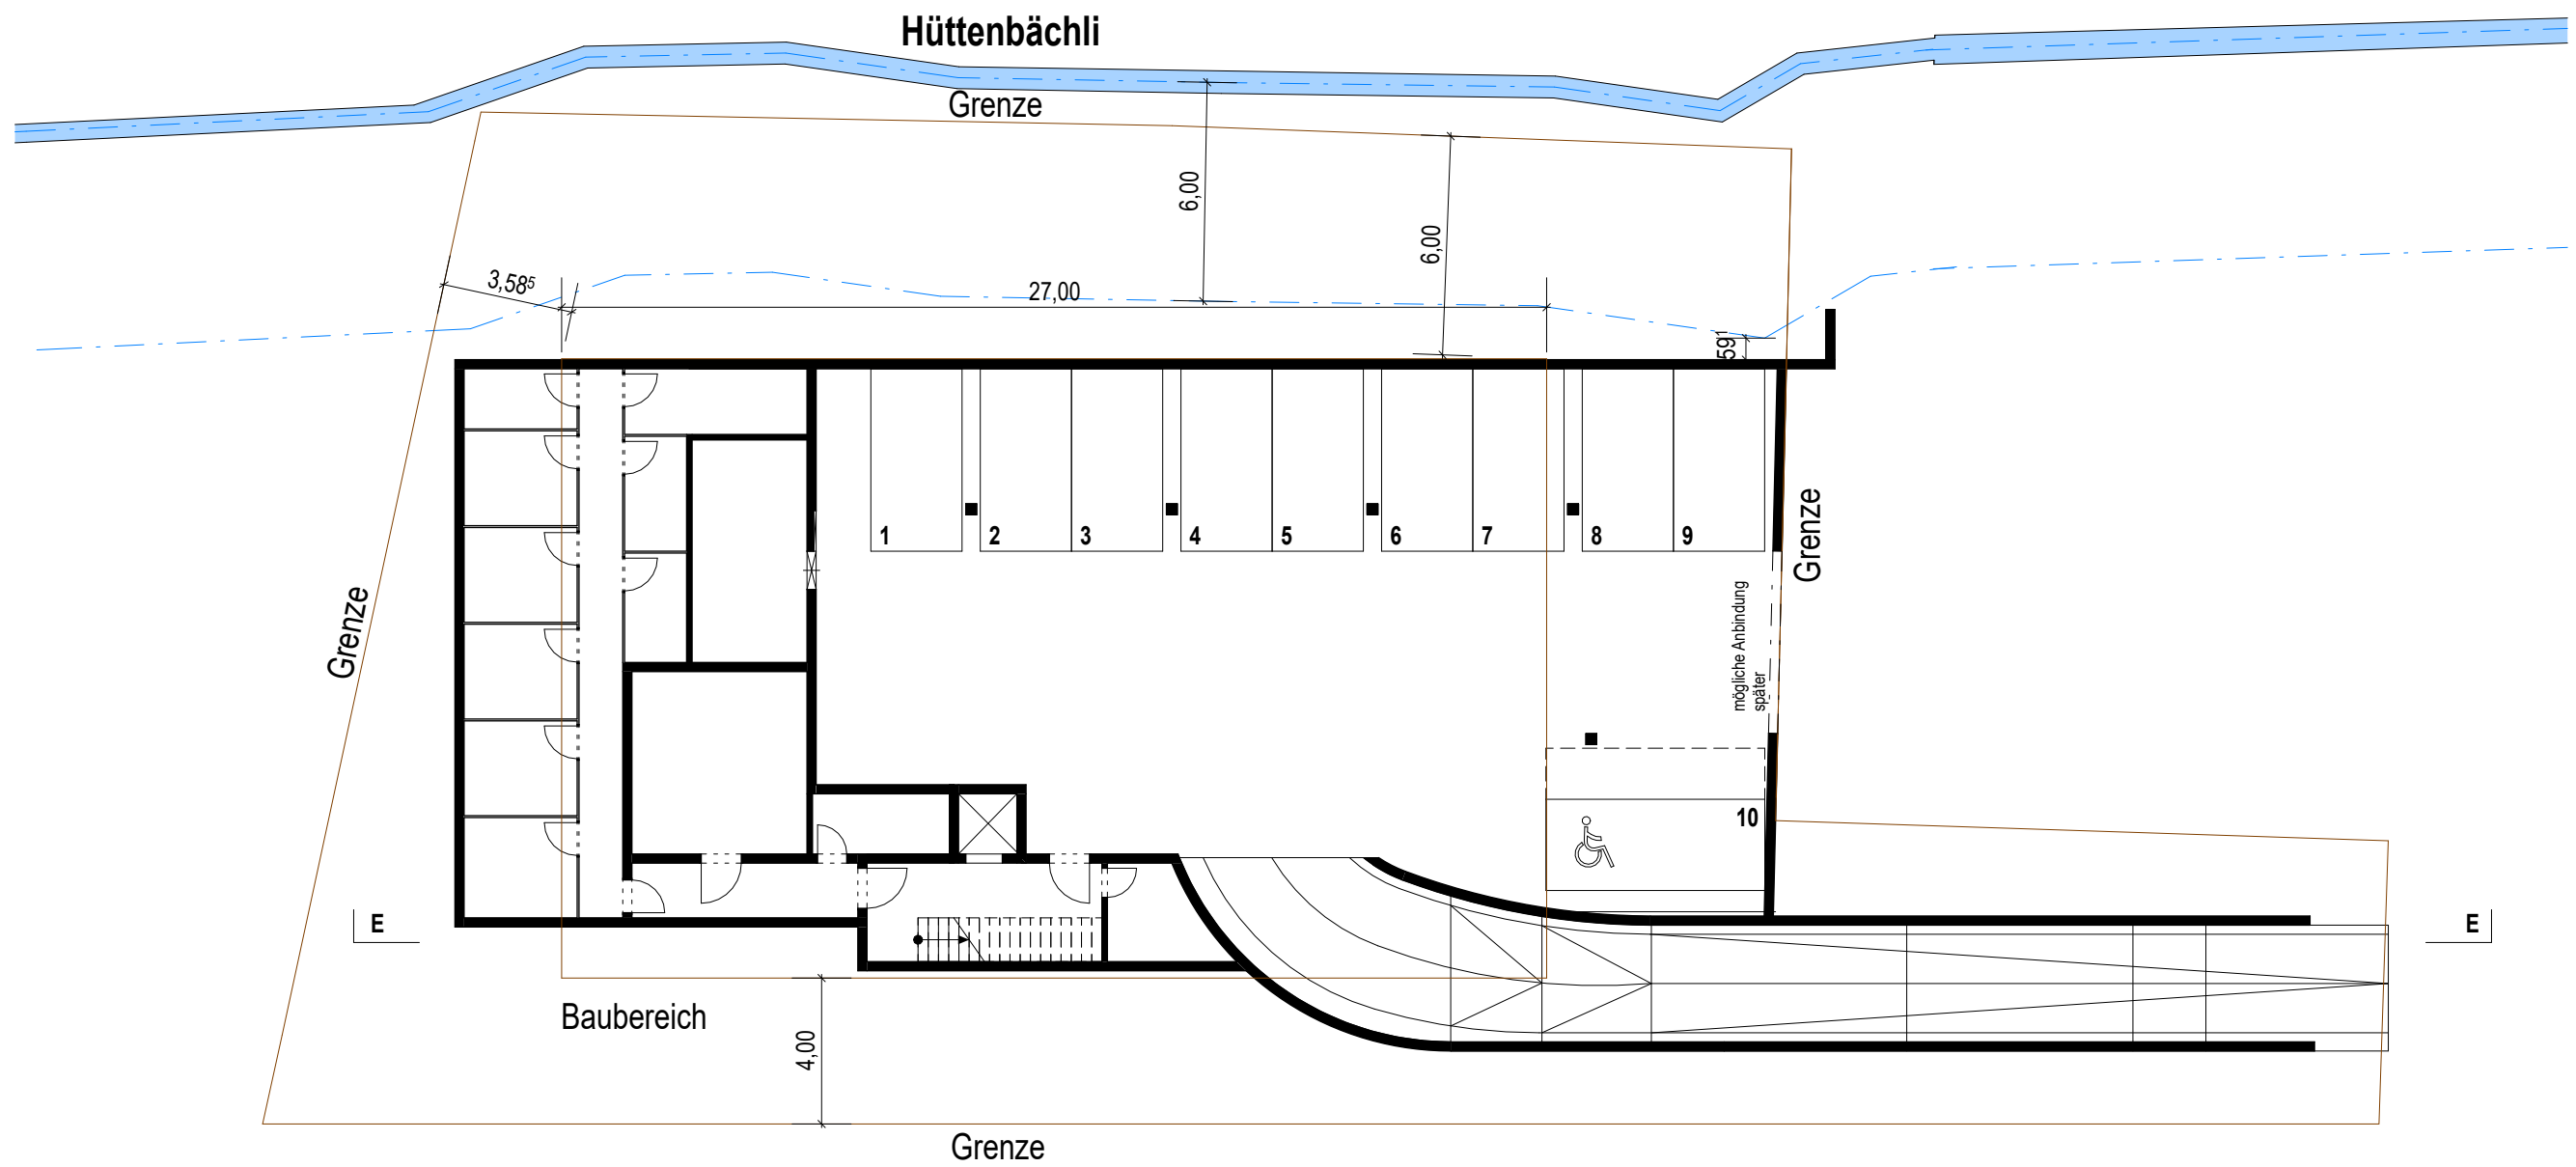 Hüttenbächli
Grenze
6,00
6,00
3,58⁵
27,00
59¹
1
2
3
4
5
6
7
8
9
Grenze
Grenze
mögliche Anbindung
später
10
E
E
Baubereich
4,00
Grenze